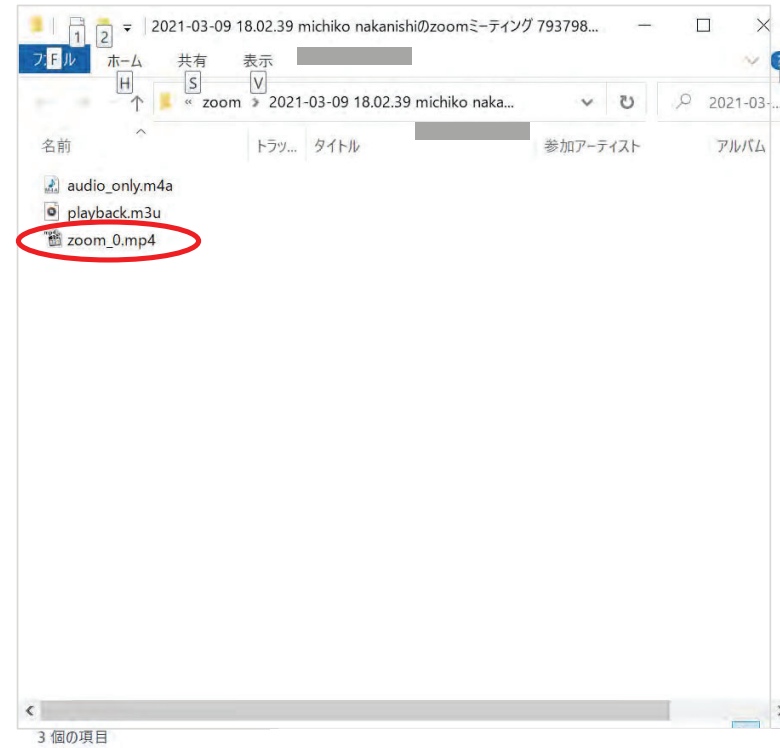 1 2 2021-03-09 18.02.39 michiko nakanishiのzoomミーティング 793798...
ファイル F ホーム 共有 表示
H S V
« zoom 2021-03-09 18.02.39 michiko naka... 2021-03-...
名前 トラッ... タイトル 参加アーティスト アルバム
audio_only.m4a
playback.m3u
zoom_0.mp4
3 個の項目